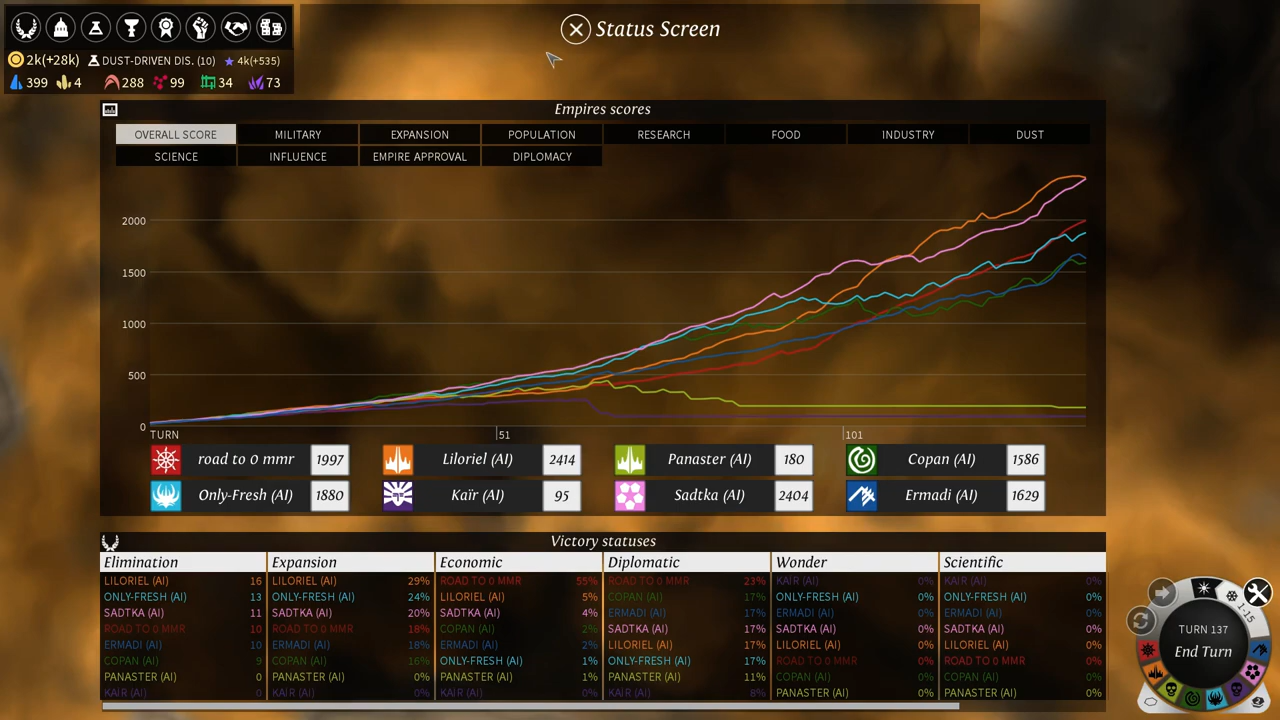 Status Screen
2k(+28k) DUST-DRIVEN DIS. (10) 4k(+535)
399 4 288 99 34 73
Empires scores
OVERALL SCORE MILITARY EXPANSION POPULATION RESEARCH FOOD INDUSTRY DUST
SCIENCE INFLUENCE EMPIRE APPROVAL DIPLOMACY
2000
1500
1000
500
0
TURN 51 101
road to 0 mmr 1997 Liloriel (AI) 2414 Panaster (AI) 180 Copan (AI) 1586
Only-Fresh (AI) 1880 Kaïr (AI) 95 Sadtka (AI) 2404 Ermadi (AI) 1629
Victory statuses
Elimination Expansion Economic Diplomatic Wonder Scientific
LILORIEL (AI) 16 LILORIEL (AI) 29% ROAD TO 0 MMR 55% ROAD TO 0 MMR 23% KAÏR (AI) 0% KAÏR (AI) 0%
ONLY-FRESH (AI) 13 ONLY-FRESH (AI) 24% LILORIEL (AI) 5% COPAN (AI) 17% ONLY-FRESH (AI) 0% ONLY-FRESH (AI) 0%
SADTKA (AI) 11 SADTKA (AI) 20% SADTKA (AI) 4% ERMADI (AI) 17% ERMADI (AI) 0% ERMADI (AI) 0%
ROAD TO 0 MMR 10 ROAD TO 0 MMR 18% COPAN (AI) 2% SADTKA (AI) 17% SADTKA (AI) 0% SADTKA (AI) 0%
ERMADI (AI) 10 ERMADI (AI) 18% ERMADI (AI) 2% LILORIEL (AI) 17% LILORIEL (AI) 0% LILORIEL (AI) 0%
COPAN (AI) 9 COPAN (AI) 16% ONLY-FRESH (AI) 1% ONLY-FRESH (AI) 17% ROAD TO 0 MMR 0% ROAD TO 0 MMR 0%
PANASTER (AI) 0 PANASTER (AI) 0% PANASTER (AI) 1% PANASTER (AI) 11% COPAN (AI) 0% COPAN (AI) 0%
KAÏR (AI) 0 KAÏR (AI) 0% KAÏR (AI) 0% KAÏR (AI) 8% PANASTER (AI) 0% PANASTER (AI) 0%
1-15
TURN 137
End Turn